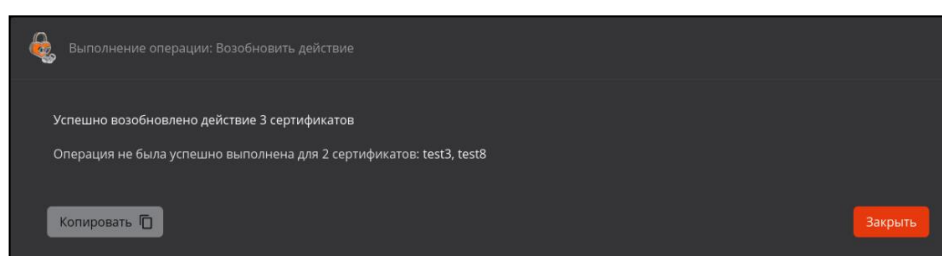 Выполнение операции: Возобновить действие
Успешно возобновлено действие 3 сертификатов
Операция не была успешно выполнена для 2 сертификатов: test3, test8
Копировать
Закрыть